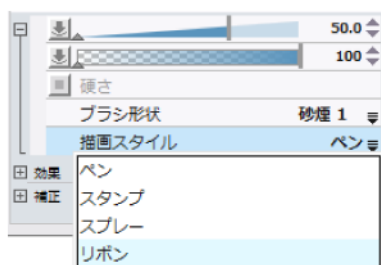 50.0
100
硬さ
ブラシ形状 砂煙 1
描画スタイル ペン
効果 ペン
補正 スタンプ
スプレー
リボン